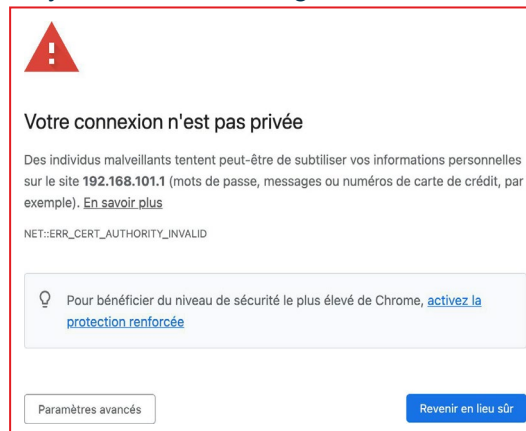 Votre connexion n'est pas privée
Des individus malveillants tentent peut-être de subtiliser vos informations personnelles
sur le site 192.168.101.1 (mots de passe, messages ou numéros de carte de crédit, par
exemple). En savoir plus
NET::ERR_CERT_AUTHORITY_INVALID
Pour bénéficier du niveau de sécurité le plus élevé de Chrome, activez la
protection renforcée
Paramètres avancés
Revenir en lieu sûr